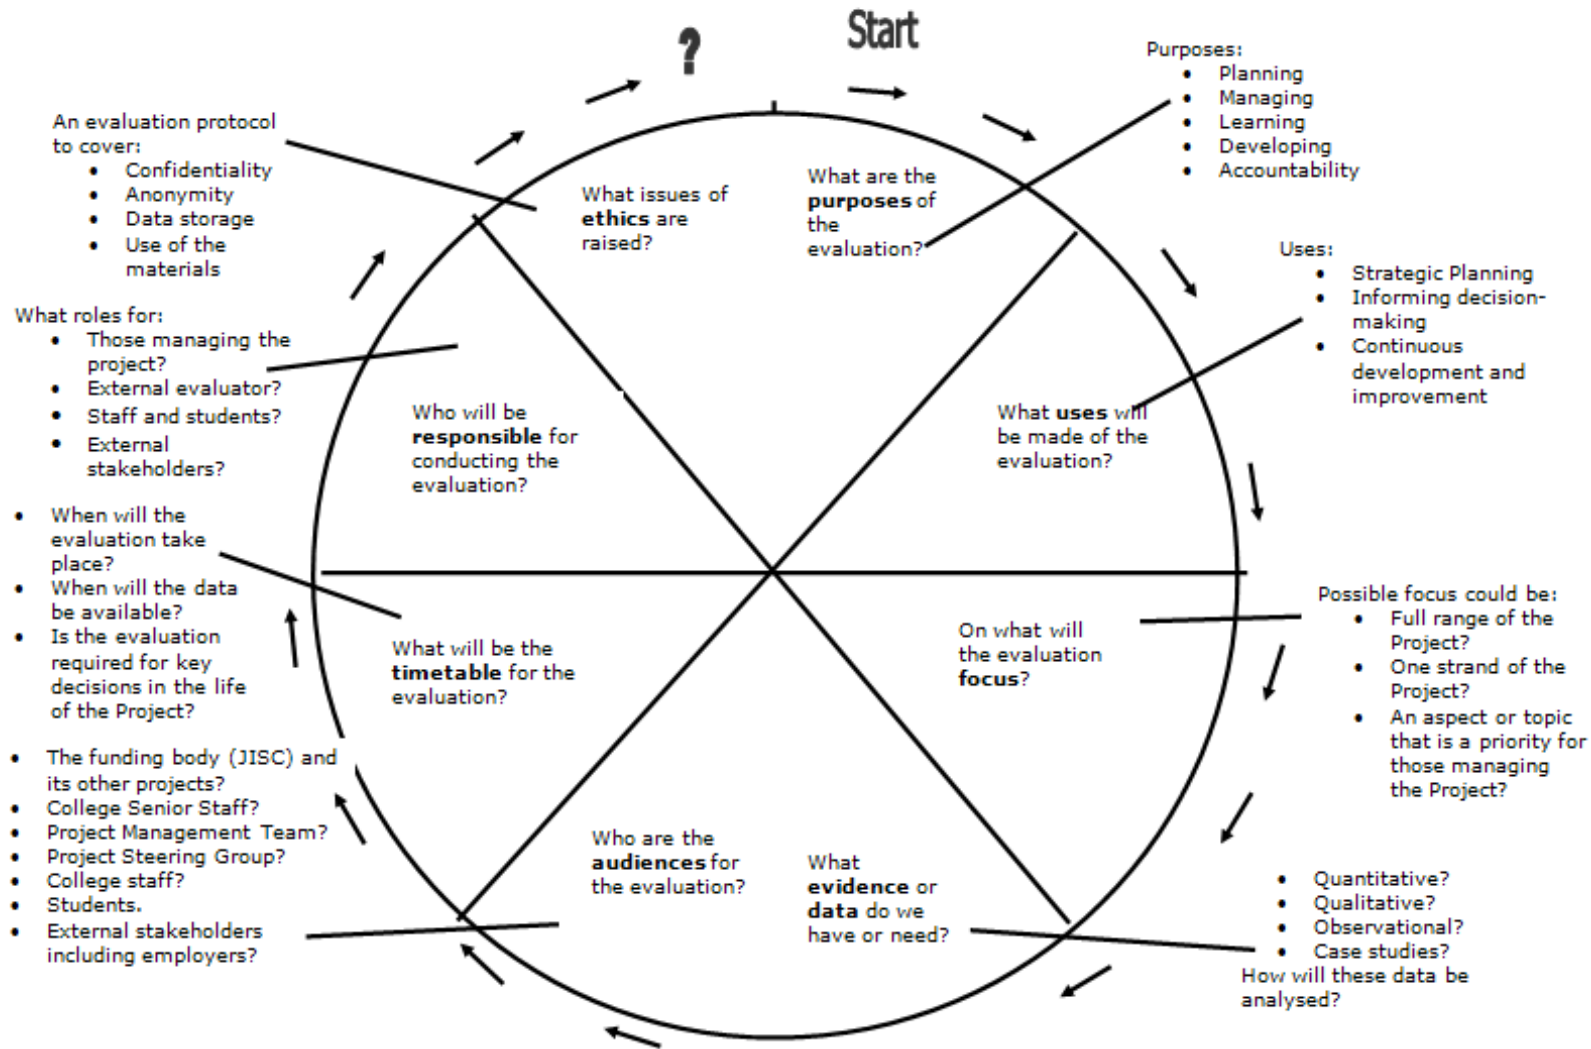 ?
Start
Purposes:
• Planning
• Managing
• Learning
• Developing
• Accountability
What are the
purposes of
the
evaluation?
Uses:
• Strategic Planning
• Informing decision-
making
• Continuous
development and
improvement
What uses will
be made of the
evaluation?
Possible focus could be:
• Full range of the
Project?
• One strand of the
Project?
• An aspect or topic
that is a priority for
those managing
the Project?
On what will
the evaluation
focus?
• Quantitative?
• Qualitative?
• Observational?
• Case studies?
How will these data be
analysed?
What
evidence or
data do we
have or need?
Who are the
audiences for
the evaluation?
• The funding body (JISC) and
its other projects?
• College Senior Staff?
• Project Management Team?
• Project Steering Group?
• College staff?
• Students.
• External stakeholders
including employers?
What will be the
timetable for the
evaluation?
• When will the
evaluation take
place?
• When will the data
be available?
• Is the evaluation
required for key
decisions in the life
of the Project?
Who will be
responsible for
conducting the
evaluation?
What roles for:
• Those managing the
project?
• External evaluator?
• Staff and students?
• External
stakeholders?
What issues of
ethics are
raised?
An evaluation protocol
to cover:
• Confidentiality
• Anonymity
• Data storage
• Use of the
materials